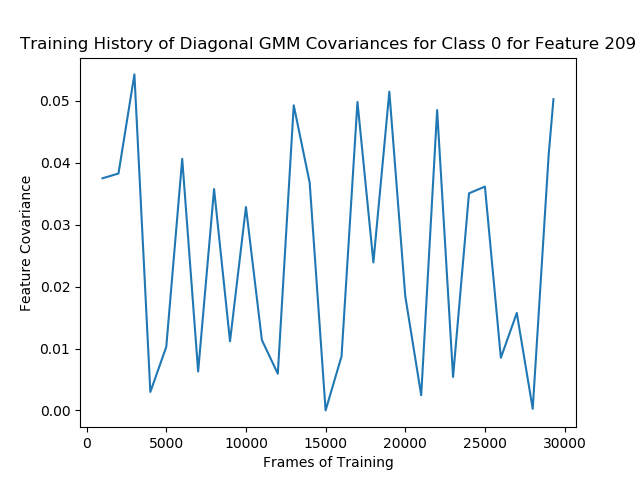 Training History of Diagonal GMM Covariances for Class 0 for Feature 209
0.05
0.04
0.03
0.02
0.01
0.00
Feature Covariance
0 5000 10000 15000 20000 25000 30000
Frames of Training